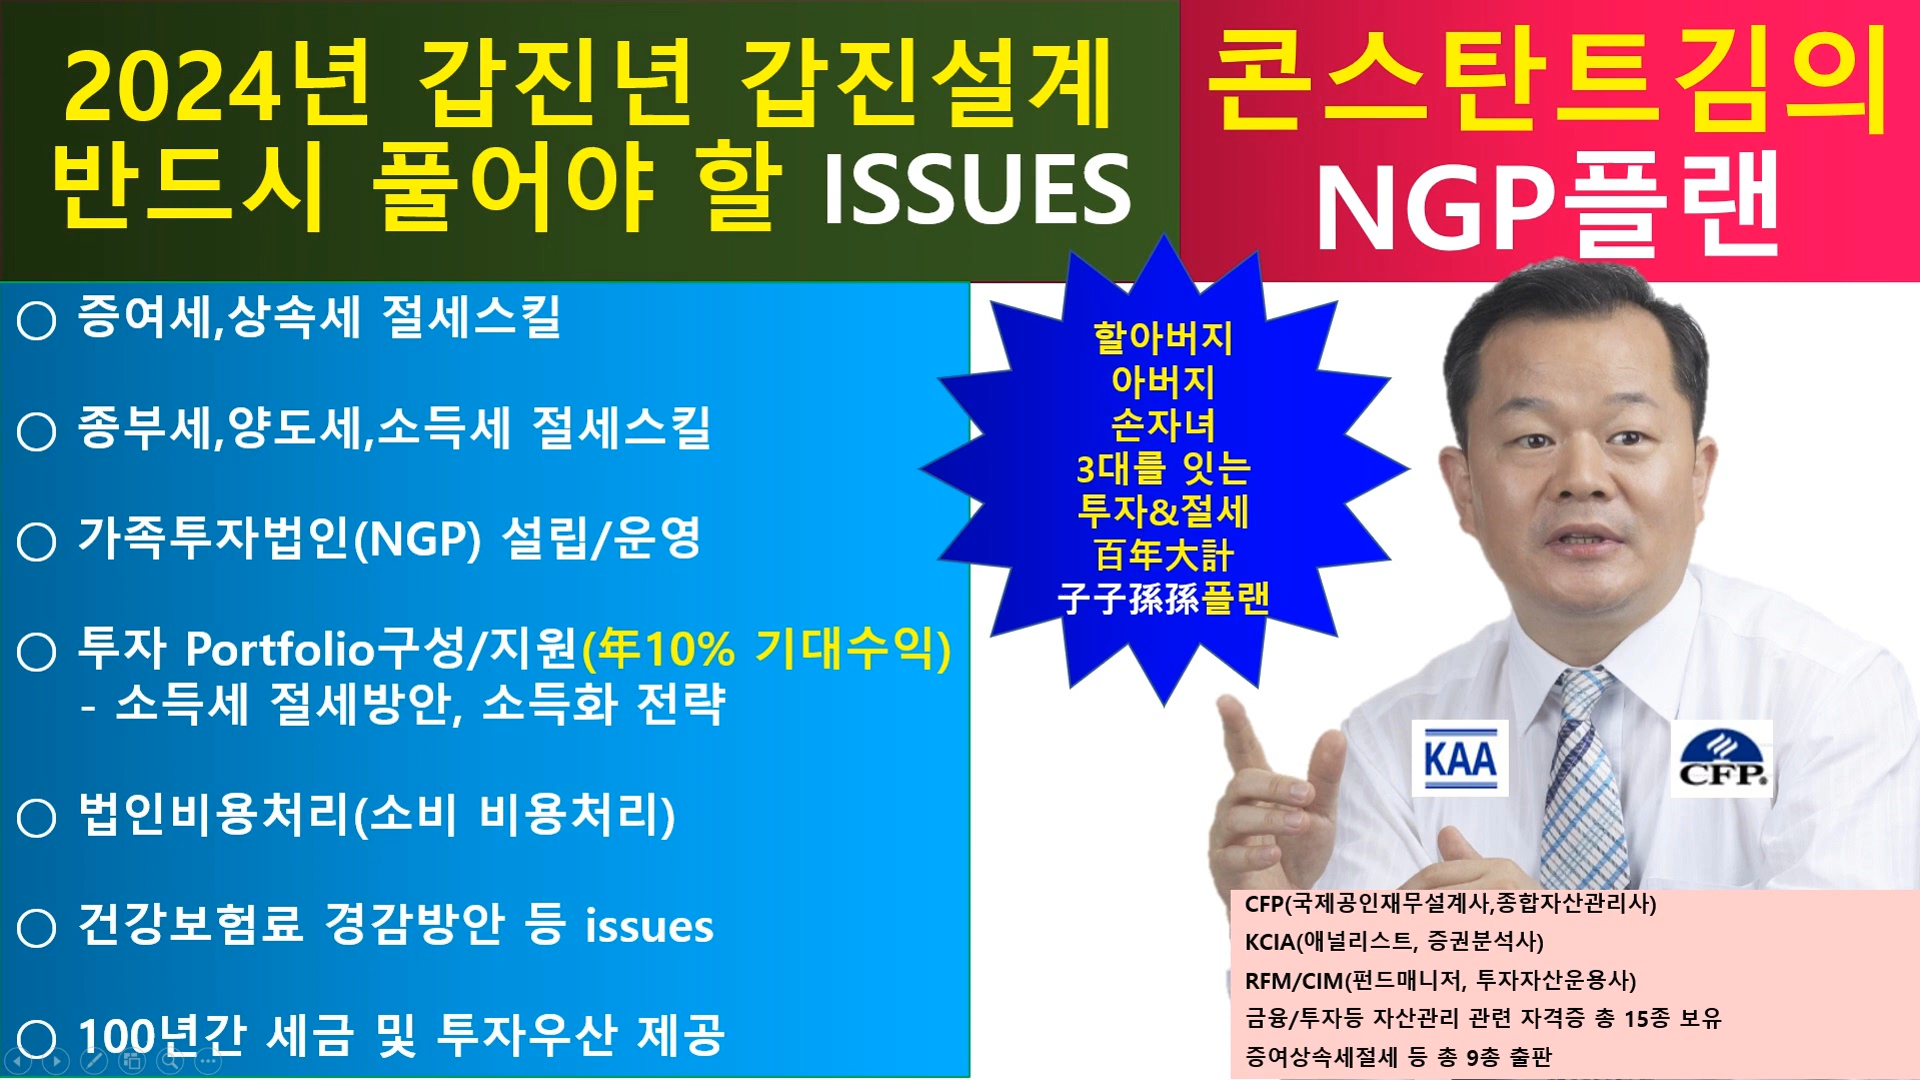 2024년 갑진년 갑진설계
반드시 풀어야 할 ISSUES
콘스탄트김의
NGP플랜
○ 증여세,상속세 절세스킬
○ 종부세,양도세,소득세 절세스킬
○ 가족투자법인(NGP) 설립/운영
○ 투자 Portfolio구성/지원(年10% 기대수익)
- 소득세 절세방안, 소득화 전략
○ 법인비용처리(소비 비용처리)
○ 건강보험료 경감방안 등 issues
○ 100년간 세금 및 투자우산 제공
할아버지
아버지
손자녀
3대를 잇는
투자&절세
百年大計
子子孫孫플랜
KAA
CFP®
CFP(국제공인재무설계사,종합자산관리사)
KCIA(애널리스트, 증권분석사)
RFM/CIM(펀드매니저, 투자자산운용사)
금융/투자등 자산관리 관련 자격증 총 15종 보유
증여상속세절세 등 총 9종 출판